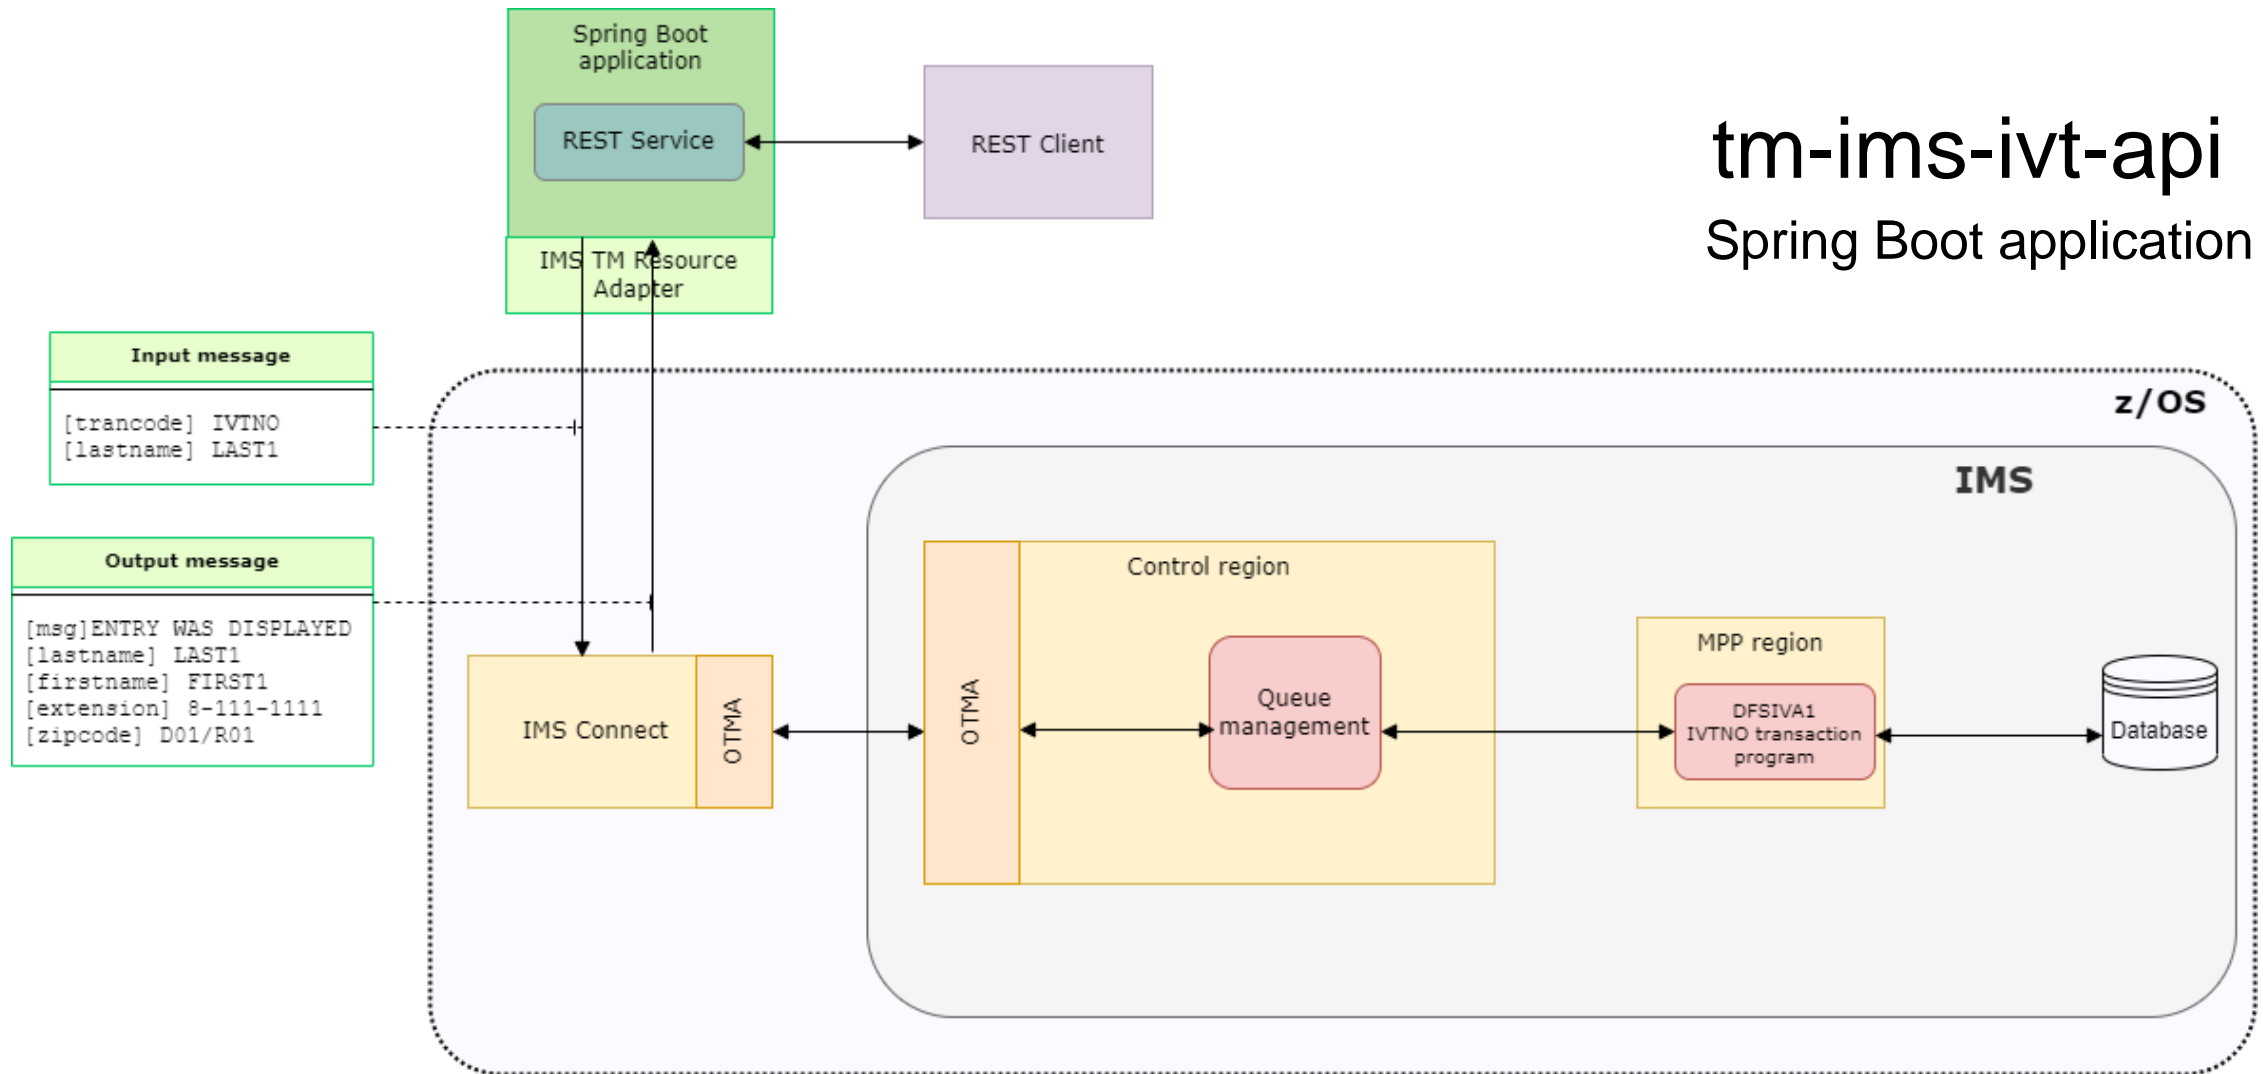 Spring Boot
application
REST Service
REST Client
tm-ims-ivt-api
Spring Boot application
IMS TM Resource
Adapter
Input message
[trancode] IVTNO
[lastname] LAST1
z/OS
IMS
Output message
[msg]ENTRY WAS DISPLAYED
[lastname] LAST1
[firstname] FIRST1
[extension] 8-111-1111
[zipcode] D01/R01
IMS Connect
OTMA
OTMA
Control region
Queue
management
MPP region
DFSIVA1
IVTNO transaction
program
Database